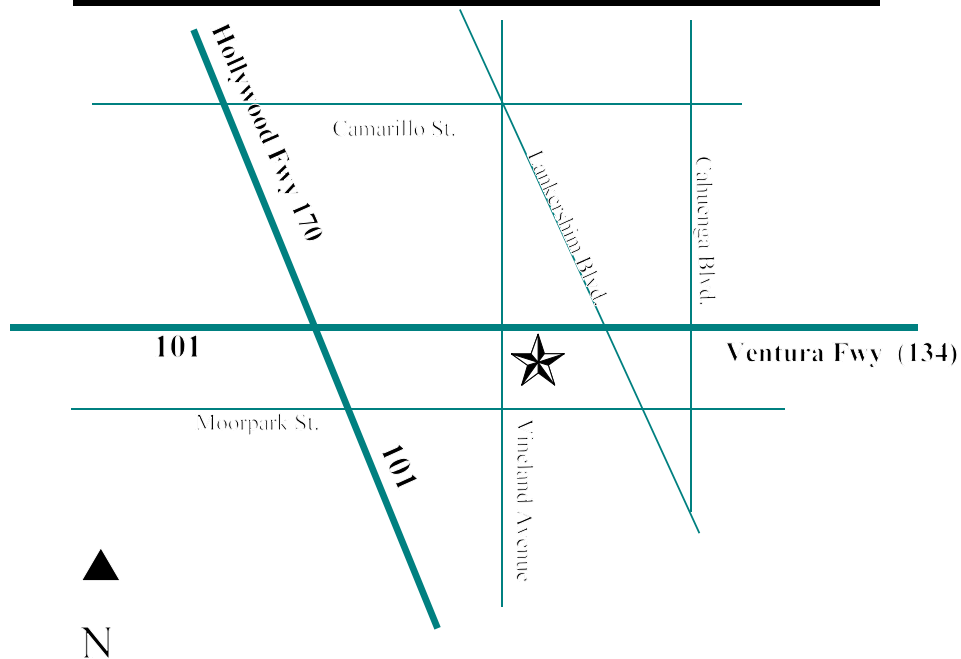 Hollywood Fwy 170
Camarillo St.
Lankershim Blvd.
Cahuenga Blvd.
101
Ventura Fwy (134)
Moorpark St.
Vineland Avenue
101
N